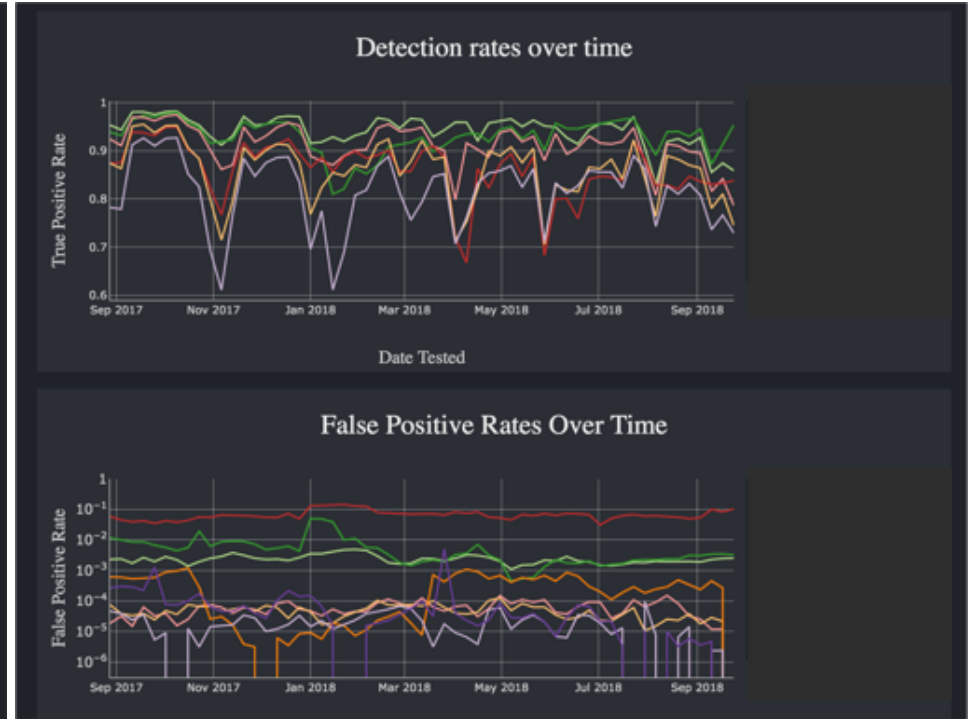 Detection rates over time
True Positive Rate
1
0.9
0.8
0.7
0.6
Sep 2017 Nov 2017 Jan 2018 Mar 2018 May 2018 Jul 2018 Sep 2018
Date Tested
False Positive Rates Over Time
False Positive Rate
1
10⁻¹
10⁻²
10⁻³
10⁻⁴
10⁻⁵
10⁻⁶
Sep 2017 Nov 2017 Jan 2018 Mar 2018 May 2018 Jul 2018 Sep 2018